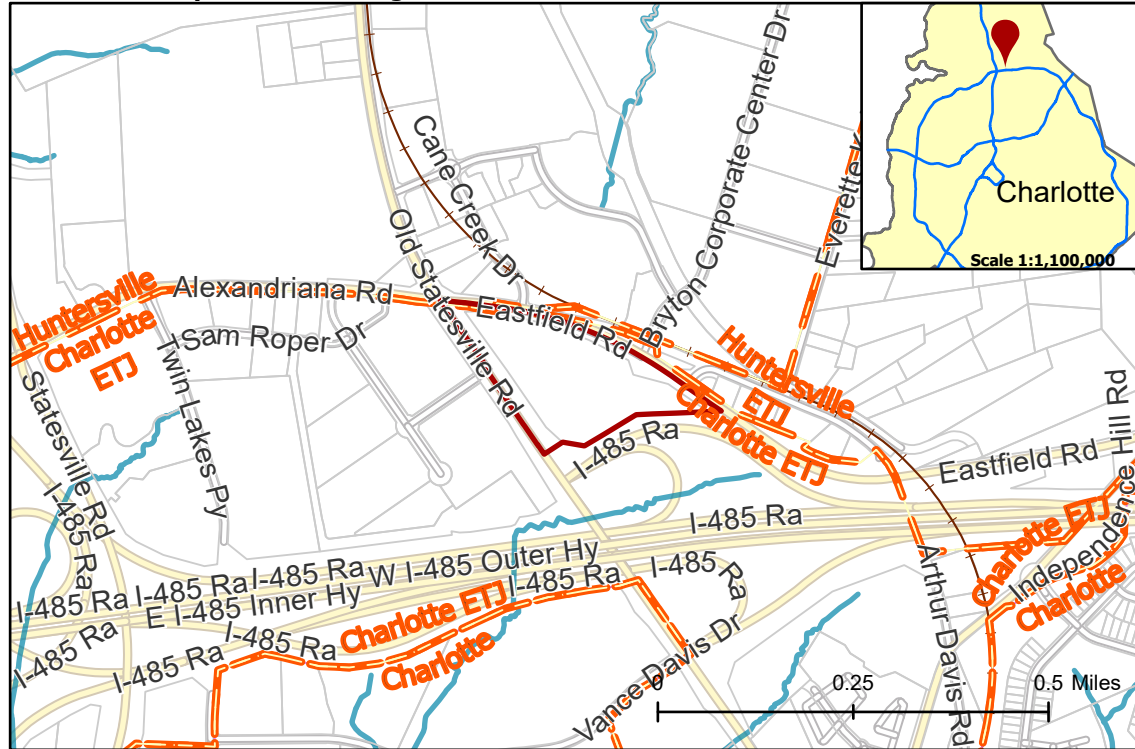 Bryton Corporate Center Dr
Cane Creek Dr
Everette K
Charlotte
Scale 1:1,100,000
Old Statesville Rd
Huntersville
Charlotte
ETJ
Alexandriana Rd
Sam Roper Dr
Eastfield Rd
Huntersville
ETJ
Charlotte ETJ
Twin Lakes Py
Statesville Rd
I-485 Ra
I-485 Ra
Eastfield Rd
Independence Hill Rd
I-485 Ra
Charlotte ETJ
Charlotte
W I-485 Outer Hy
I-485 Ra
I-485 Ra
I-485 Ra
I-485 Ra
I-485 Ra
E I-485 Inner Hy
Charlotte ETJ
Charlotte
I-485 Ra
I-485 Ra
I-485 Ra
Arthur Davis Rd
Vance Davis Dr
0
0.25
0.5 Miles